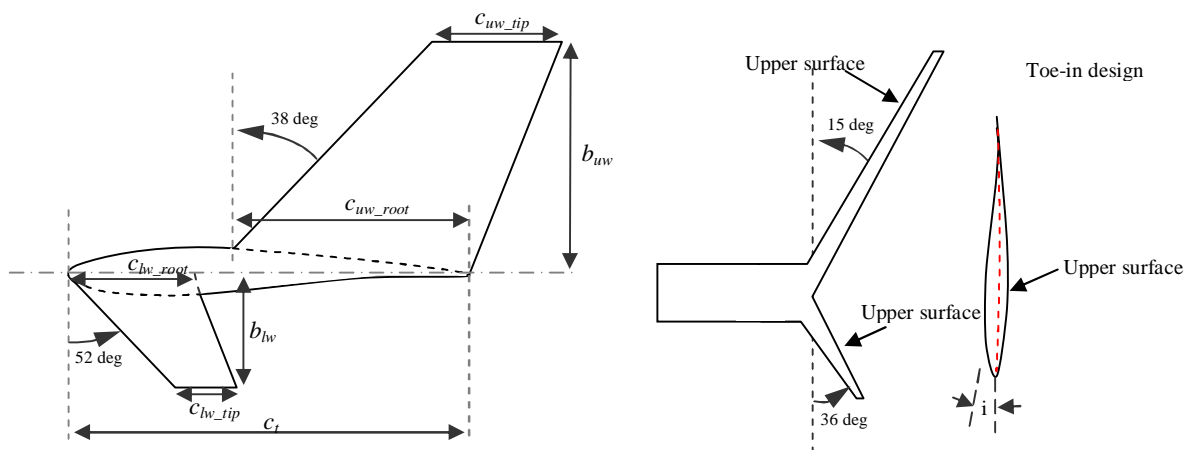 c_uw_tip
38 deg
b_uw
c_uw_root
c_lw_root
b_lw
52 deg
c_lw_tip
c_t
Upper surface
15 deg
Upper surface
36 deg
Toe-in design
Upper surface
i